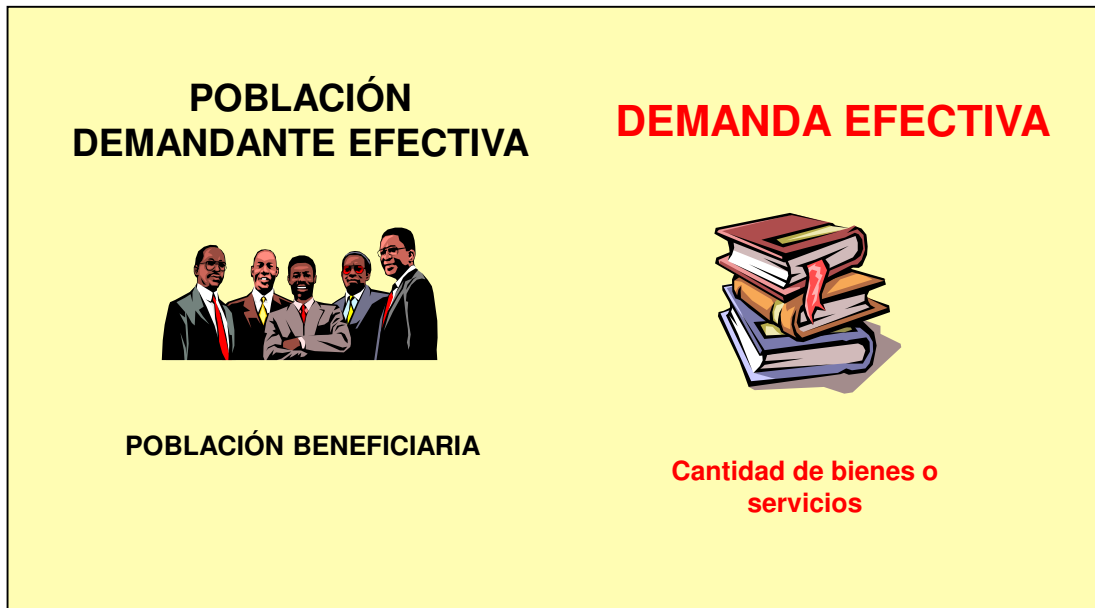 POBLACIÓN
DEMANDANTE EFECTIVA
POBLACIÓN BENEFICIARIA
DEMANDA EFECTIVA
Cantidad de bienes o
servicios